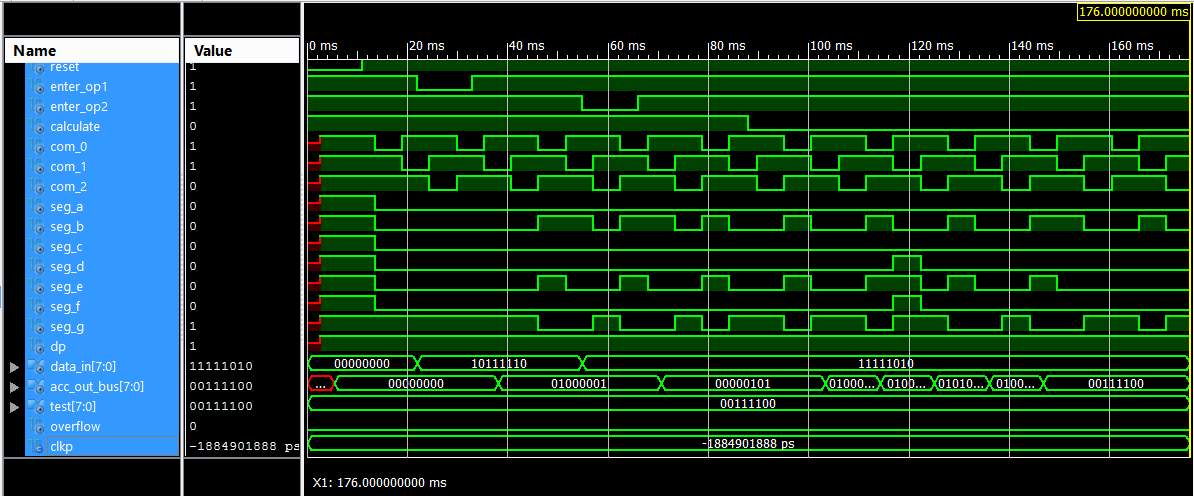 176.000000000 ms
Name Value 0 ms 20 ms 40 ms 60 ms 80 ms 100 ms 120 ms 140 ms 160 ms
reset 1
enter_op1 1
enter_op2 1
calculate 0
com_0 1
com_1 1
com_2 0
seg_a 0
seg_b 0
seg_c 0
seg_d 0
seg_e 0
seg_f 0
seg_g 1
dp 1
data_in[7:0] 11111010 00000000 10111110 11111010
acc_out_bus[7:0] 00111100 ... 00000000 01000001 00000101 01000... 0100... 01010... 0100... 00111100
test[7:0] 00111100 00111100
overflow 0
clkp -1884901888 ps -1884901888 ps
X1: 176.000000000 ms